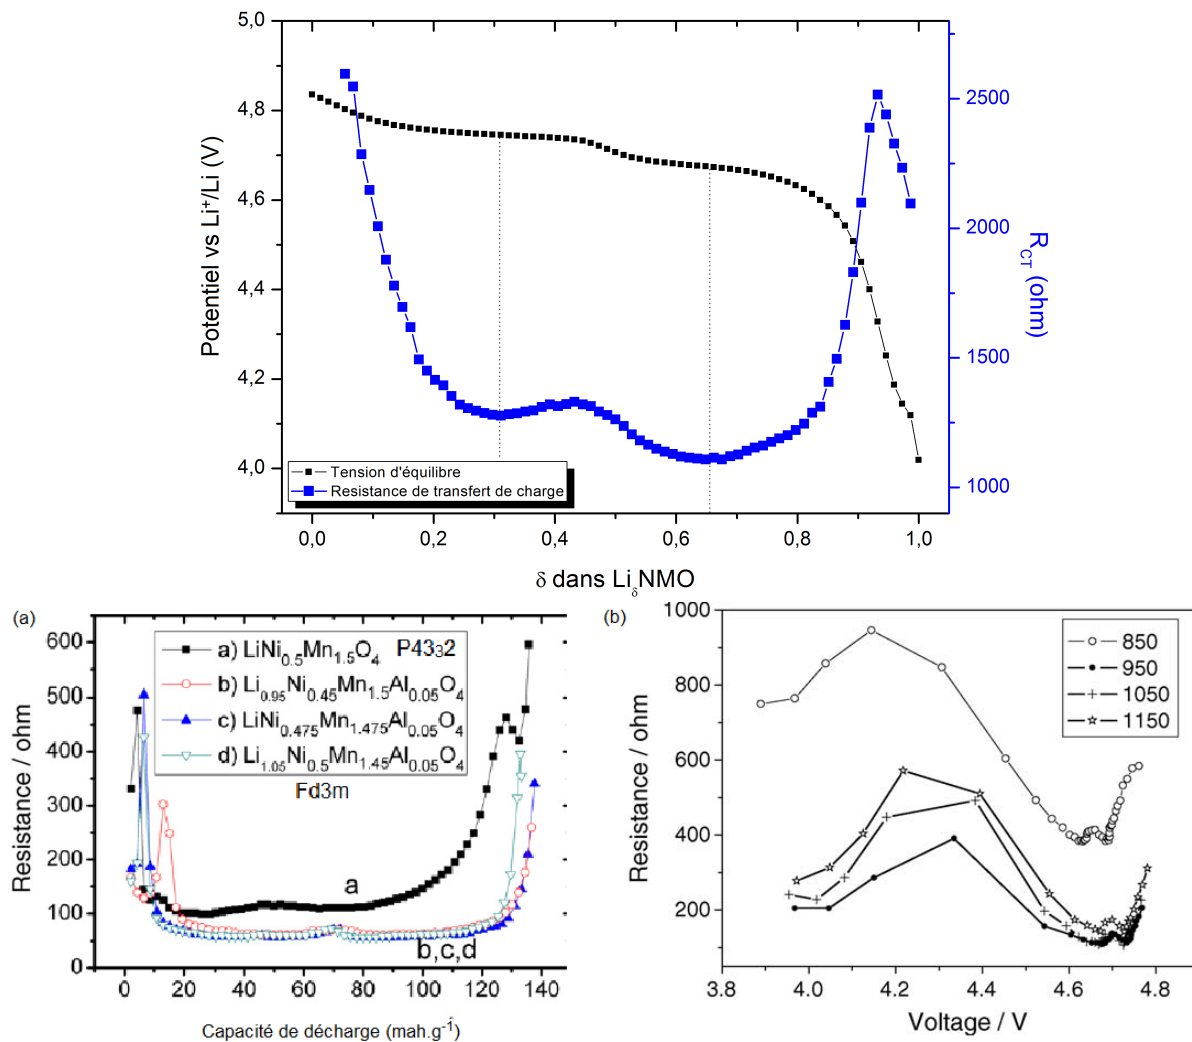 5,0
4,8
4,6
4,4
4,2
4,0
Potentiel vs Li⁺/Li (V)
2500
2000
1500
1000
R_CT (ohm)
Tension d'équilibre
Resistance de transfert de charge
0,0 0,2 0,4 0,6 0,8 1,0
δ dans Li_δNMO
(a)
600
500
400
300
200
100
0
Resistance / ohm
a) LiNi0.5Mn1.5O4 P4332
b) Li0.95Ni0.45Mn1.5Al0.05O4
c) LiNi0.475Mn1.475Al0.05O4
d) Li1.05Ni0.5Mn1.45Al0.05O4
Fd3m
a
b,c,d
0 20 40 60 80 100 120 140
Capacité de décharge (mah.g-1)
(b)
1000
800
600
400
200
Resistance / ohm
850
950
1050
1150
3.8 4.0 4.2 4.4 4.6 4.8
Voltage / V